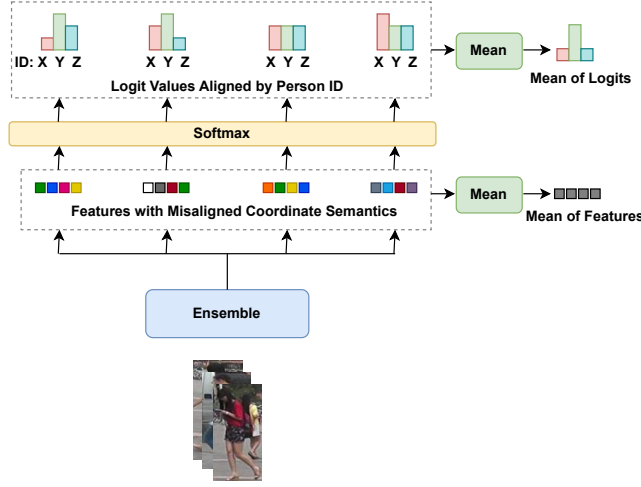 ID: X Y Z X Y Z X Y Z X Y Z
Logit Values Aligned by Person ID
Mean
Mean of Logits
Softmax
Features with Misaligned Coordinate Semantics
Mean
Mean of Features
Ensemble